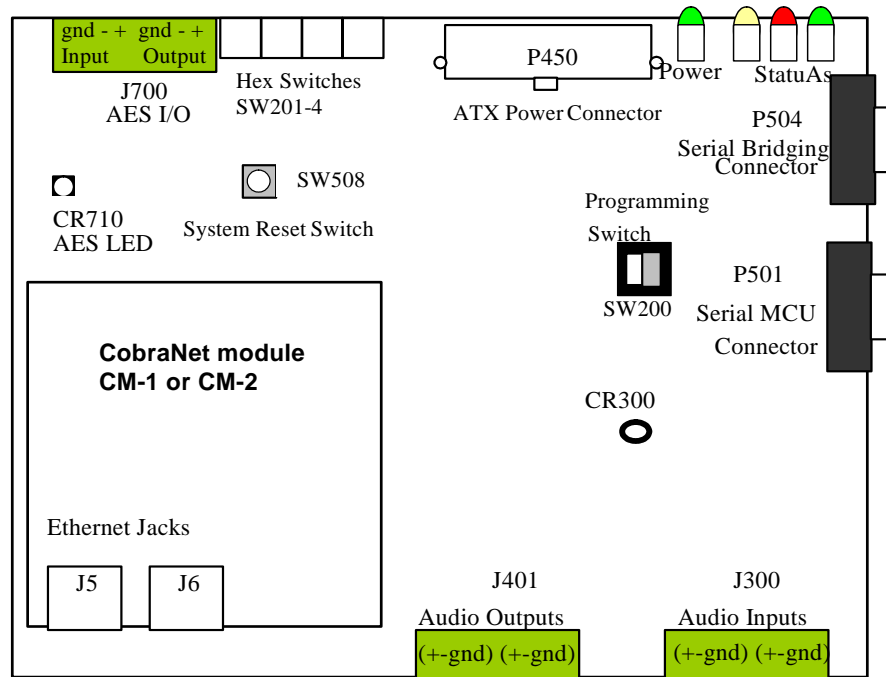 gnd - + gnd - +
Input Output
J700
AES I/O
Hex Switches
SW201-4
P450
ATX Power Connector
Power
StatuAs
P504
Serial Bridging
Connector
SW508
System Reset Switch
CR710
AES LED
Programming
Switch
SW200
P501
Serial MCU
Connector
CobraNet module
CM-1 or CM-2
CR300
Ethernet Jacks
J5
J6
J401
Audio Outputs
(+-gnd) (+-gnd)
J300
Audio Inputs
(+-gnd) (+-gnd)